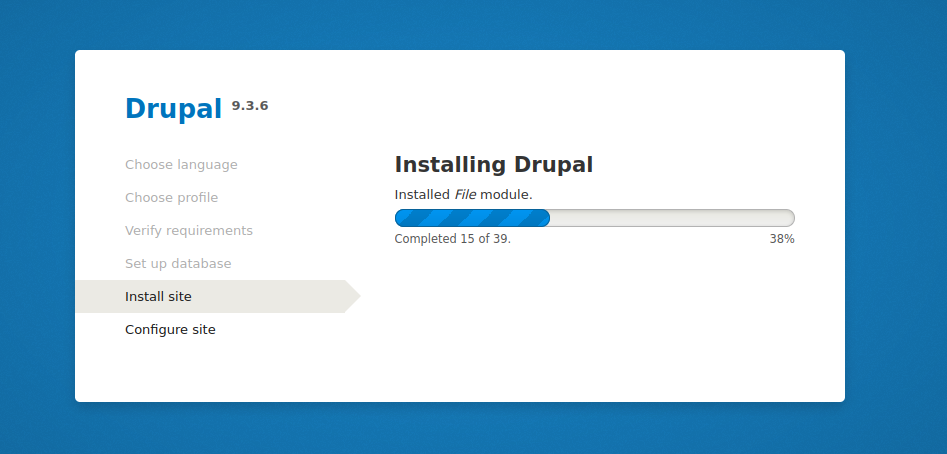 Drupal 9.3.6
Choose language
Choose profile
Verify requirements
Set up database
Install site
Configure site
Installing Drupal
Installed File module.
Completed 15 of 39. 38%